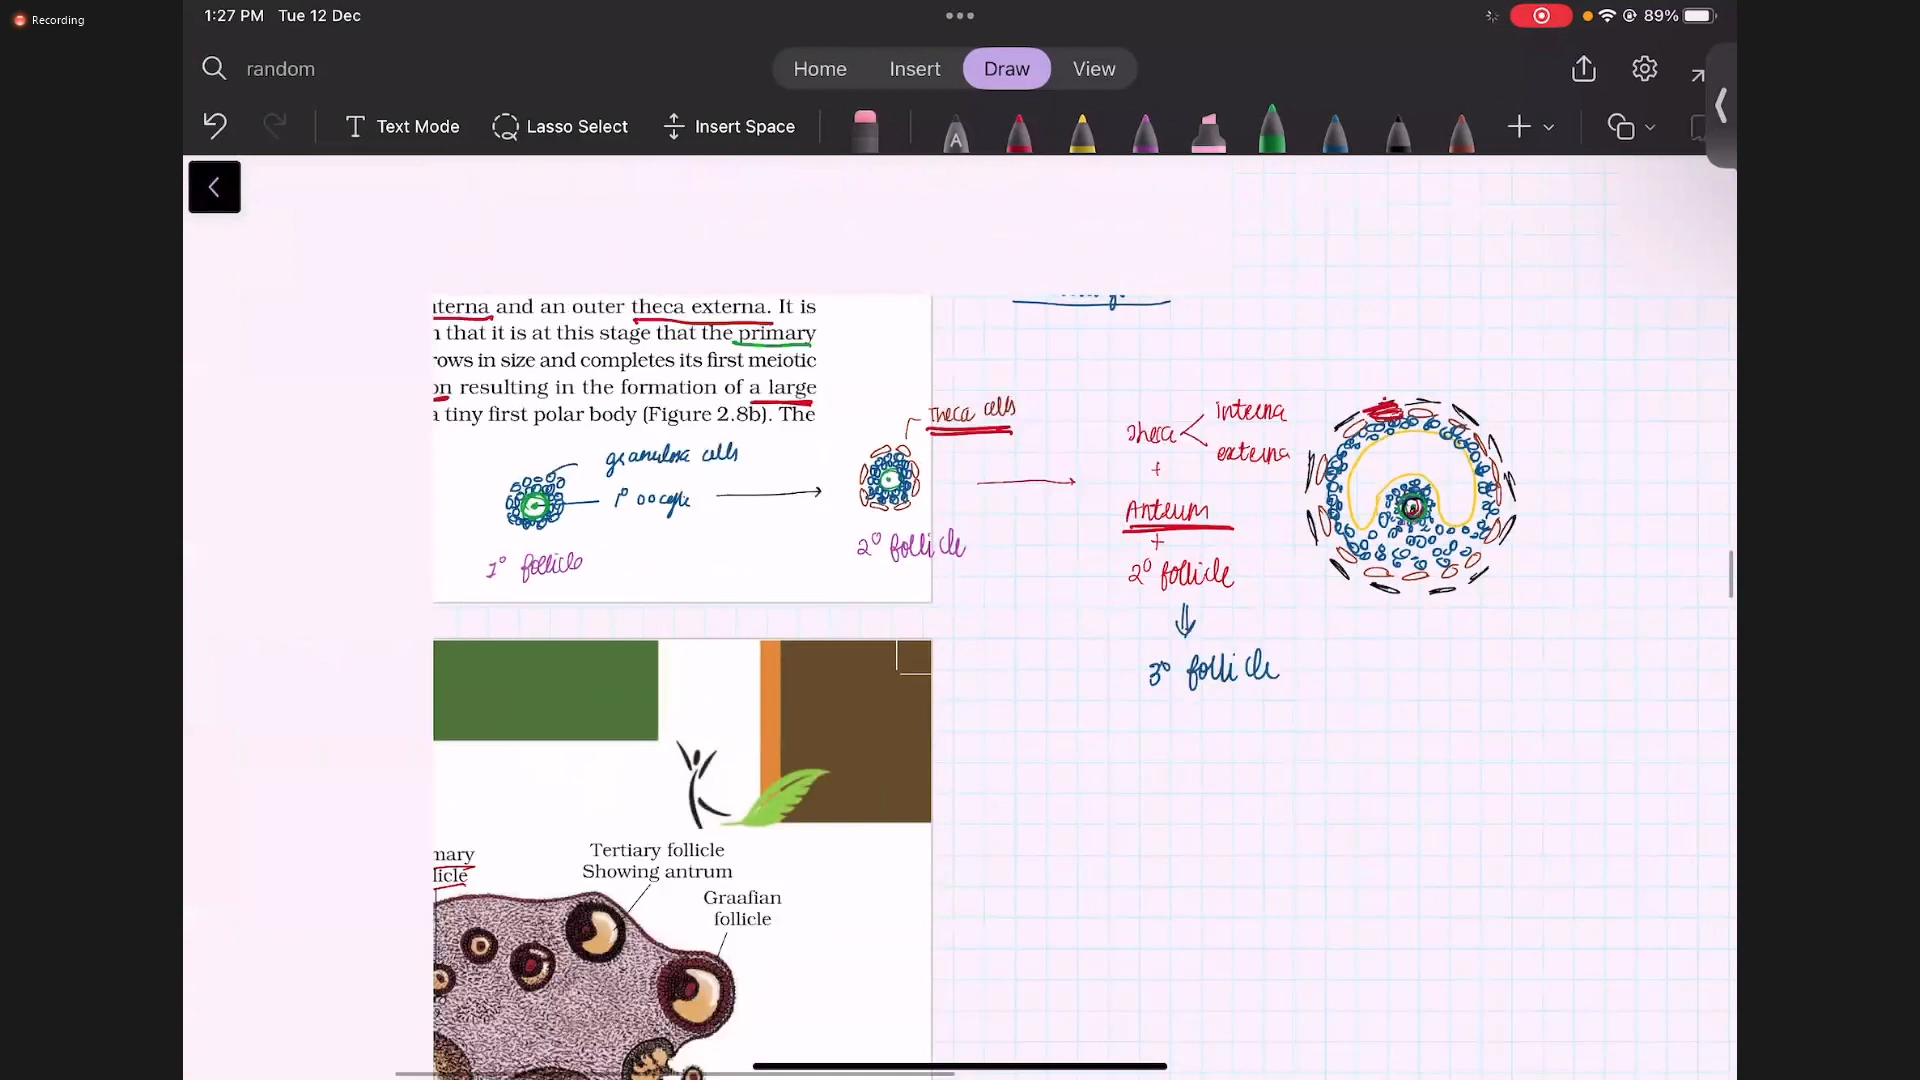 Recording
1:27 PM Tue 12 Dec
89%
random
Home Insert Draw View
Text Mode Lasso Select Insert Space
A
iterna and an outer theca externa. It is
n that it is at this stage that the primary
rows in size and completes its first meiotic
on resulting in the formation of a large
a tiny first polar body (Figure 2.8b). The
granulosa cells
1° oocyte
1° follicle
Theca cells
2° follicle
Theca
interna
externa
+
Antrum
+
2° follicle
3° follicle
mary
licle
Tertiary follicle
Showing antrum
Graafian
follicle